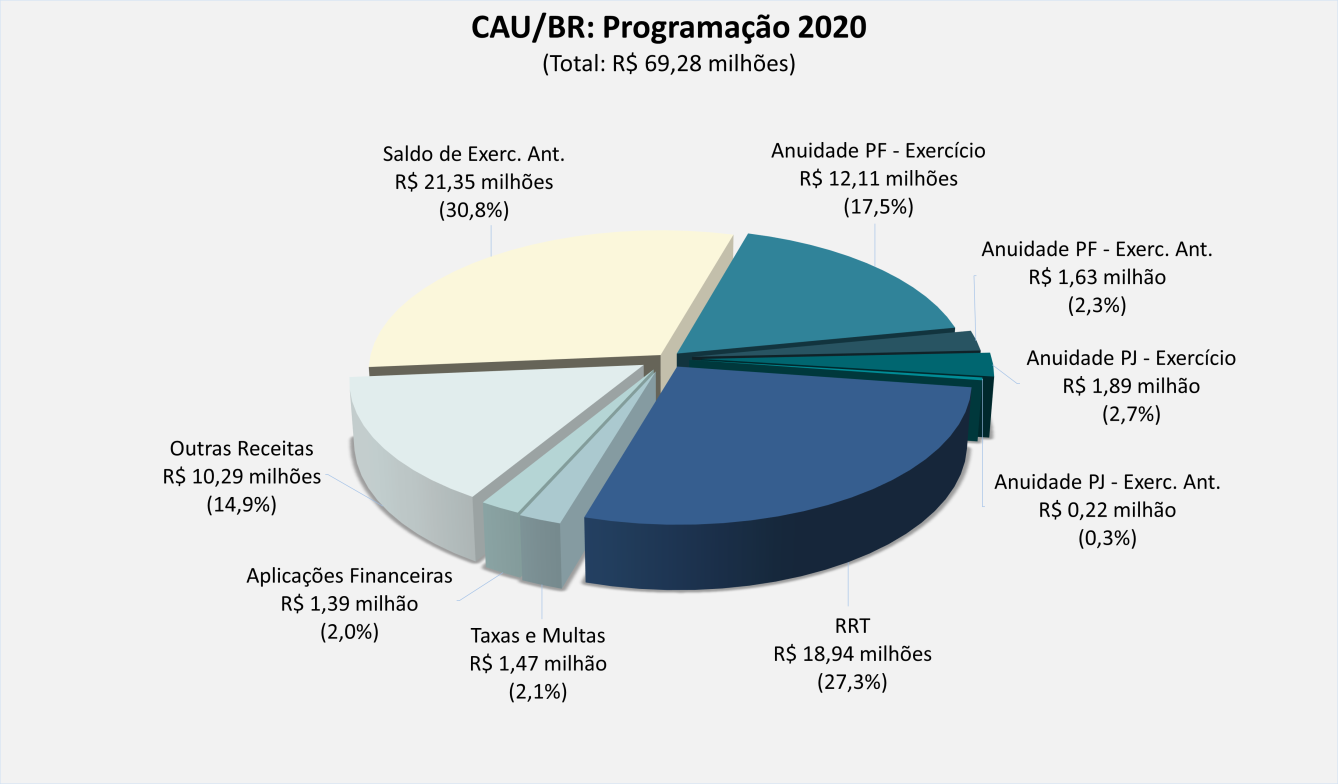 CAU/BR: Programação 2020
(Total: R$ 69,28 milhões)
Saldo de Exerc. Ant.
R$ 21,35 milhões
(30,8%)
Anuidade PF - Exercício
R$ 12,11 milhões
(17,5%)
Anuidade PF - Exerc. Ant.
R$ 1,63 milhão
(2,3%)
Anuidade PJ - Exercício
R$ 1,89 milhão
(2,7%)
Anuidade PJ - Exerc. Ant.
R$ 0,22 milhão
(0,3%)
RRT
R$ 18,94 milhões
(27,3%)
Taxas e Multas
R$ 1,47 milhão
(2,1%)
Aplicações Financeiras
R$ 1,39 milhão
(2,0%)
Outras Receitas
R$ 10,29 milhões
(14,9%)